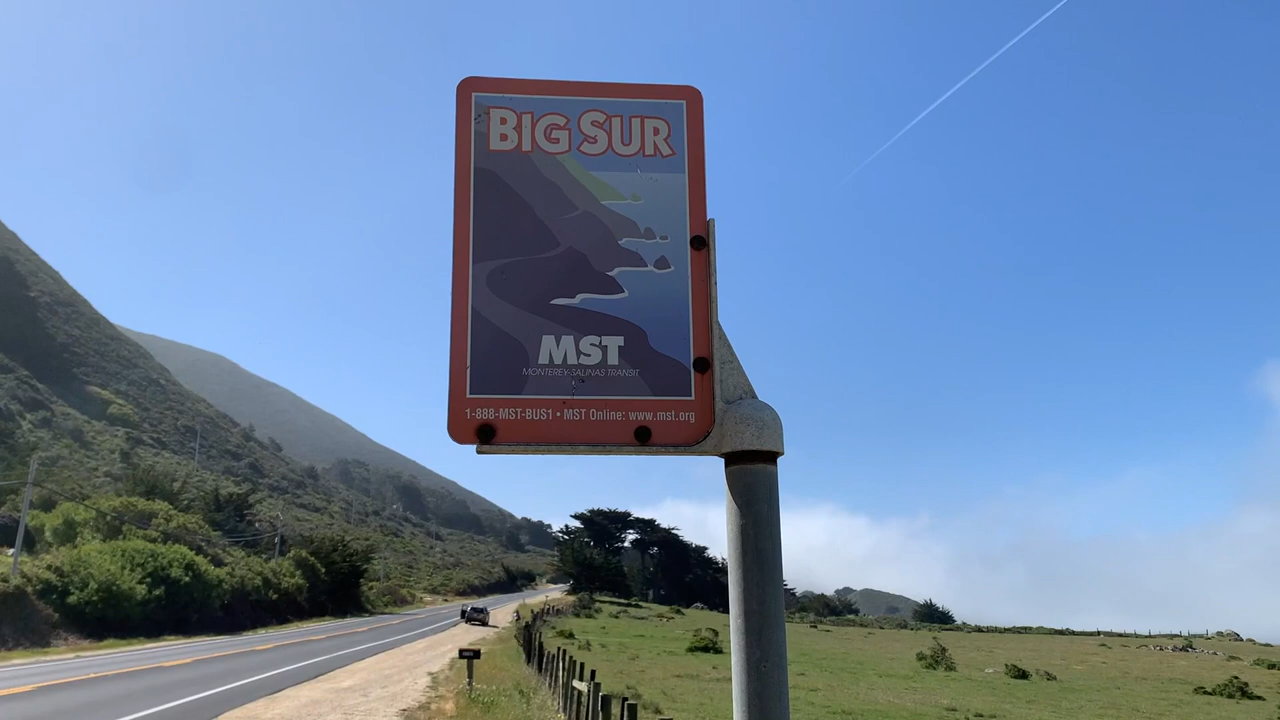 BIG SUR
MST
MONTEREY-SALINAS TRANSIT
1-888-MST-BUS1 • MST Online: www.mst.org